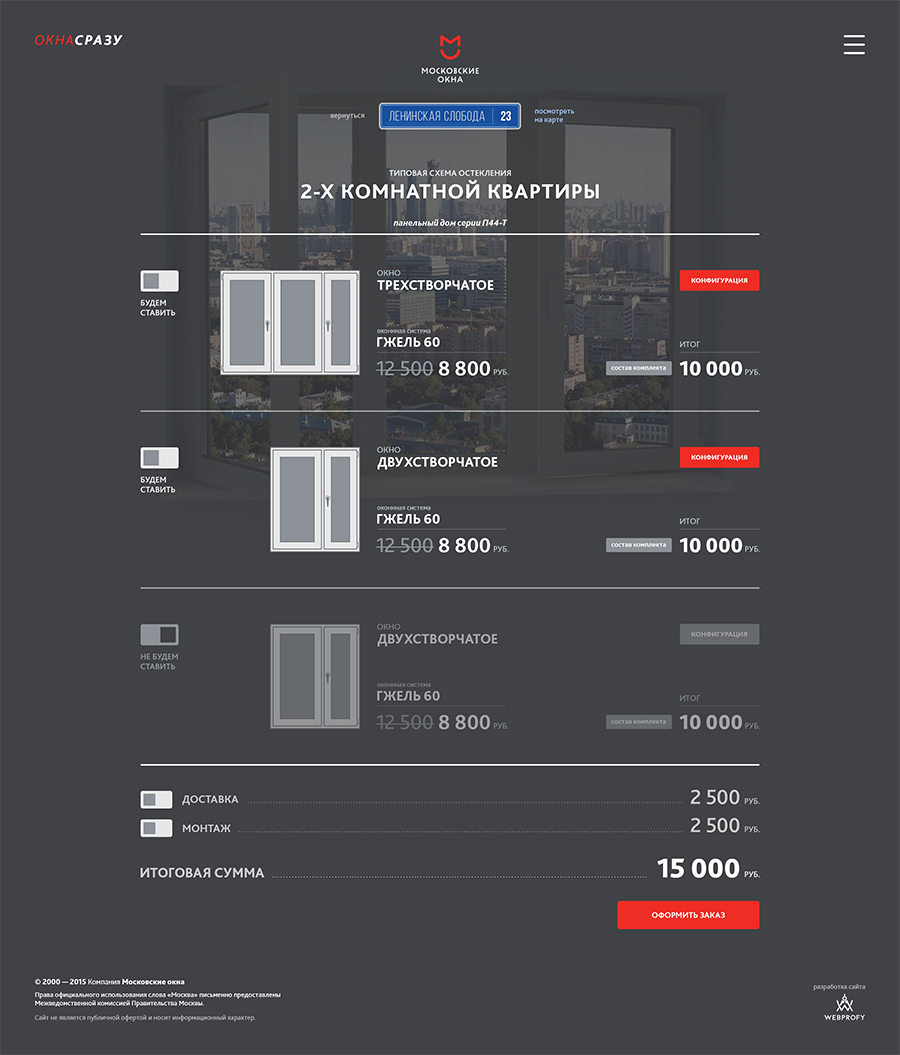 ОКНАСРАЗУ
МОСКОВСКИЕ
ОКНА
вернуться
ЛЕНИНСКАЯ СЛОБОДА 23
посмотреть
на карте
ТИПОВАЯ СХЕМА ОСТЕКЛЕНИЯ
2-Х КОМНАТНОЙ КВАРТИРЫ
панельный дом серии П44-Т
БУДЕМ
СТАВИТЬ
ОКНО
ТРЕХСТВОРЧАТОЕ
КОНФИГУРАЦИЯ
оконнная система
ГЖЕЛЬ 60
12 500 8 800 РУБ.
состав комплекта
ИТОГ
10 000 РУБ.
БУДЕМ
СТАВИТЬ
ОКНО
ДВУХСТВОРЧАТОЕ
КОНФИГУРАЦИЯ
оконнная система
ГЖЕЛЬ 60
12 500 8 800 РУБ.
состав комплекта
ИТОГ
10 000 РУБ.
НЕ БУДЕМ
СТАВИТЬ
ОКНО
ДВУХСТВОРЧАТОЕ
КОНФИГУРАЦИЯ
оконнная система
ГЖЕЛЬ 60
12 500 8 800 РУБ.
состав комплекта
ИТОГ
10 000 РУБ.
ДОСТАВКА 2 500 РУБ.
МОНТАЖ 2 500 РУБ.
ИТОГОВАЯ СУММА 15 000 РУБ.
ОФОРМИТЬ ЗАКАЗ
© 2000 — 2015 Компания Московские окна
Права официального использования слова «Москва» письменно предоставлены
Межведомственной комиссией Правительства Москвы.
Сайт не является публичной офертой и носит информационный характер.
разработка сайта
WEBPROFY